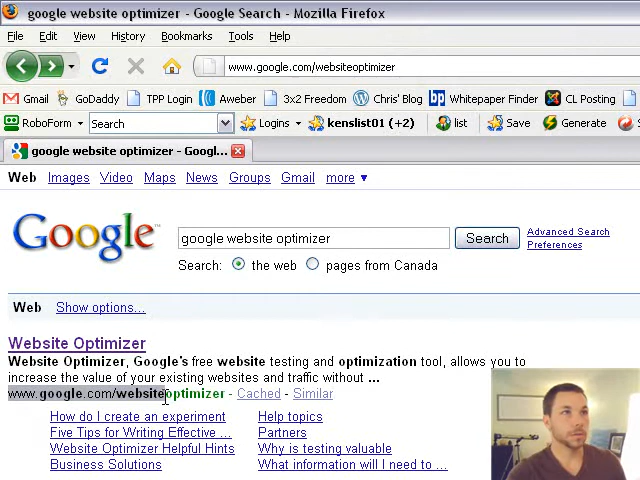 google website optimizer - Google Search - Mozilla Firefox
File Edit View History Bookmarks Tools Help
www.google.com/websiteoptimizer
Gmail GoDaddy TPP Login Aweber 3x2 Freedom Chris' Blog bp Whitepaper Finder CL Posting
RoboForm Search Logins kenslist01 (+2) list Save Generate
google website optimizer - Googl...
Web Images Video Maps News Groups Gmail more
Google™ google website optimizer Search Advanced Search
Preferences
Search: the web pages from Canada
Web Show options...
Website Optimizer
Website Optimizer, Google's free website testing and optimization tool, allows you to
increase the value of your existing websites and traffic without ...
www.google.com/websiteoptimizer - Cached - Similar
How do I create an experiment Help topics
Five Tips for Writing Effective ... Partners
Website Optimizer Helpful Hints Why is testing valuable
Business Solutions What information will I need to ...